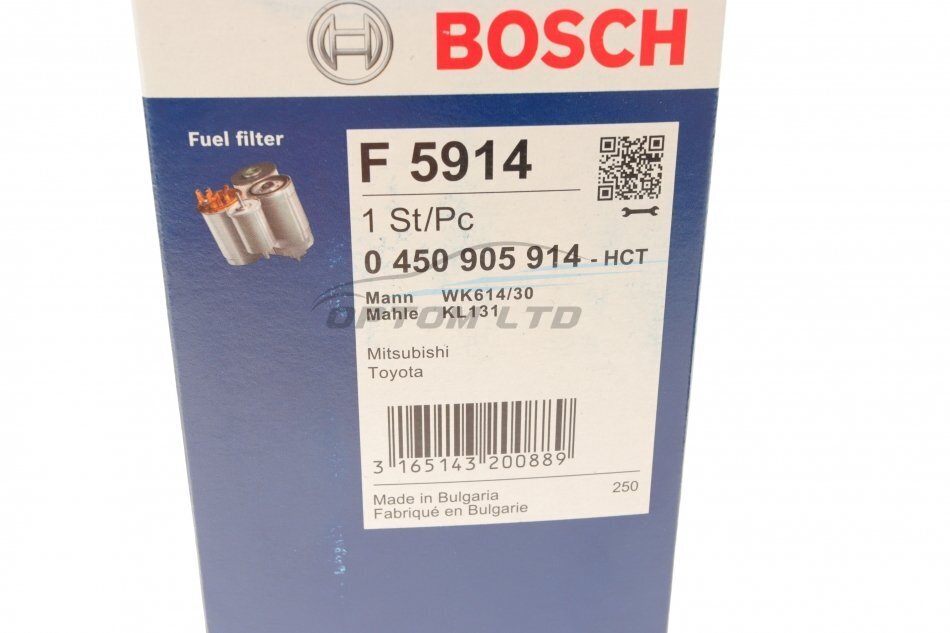 BOSCH
Fuel filter
F 5914
1 St/Pc
0 450 905 914 - HCT
Mann WK614/30
Mahle KL131
OPTOM LTD
Mitsubishi
Toyota
3 165143 200889
Made in Bulgaria 250
Fabriqué en Bulgarie